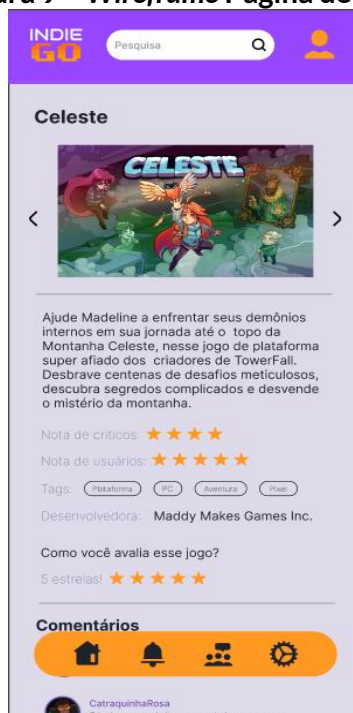 Wireframe Página do
INDIE
GO
Pesquisa
Celeste
CELESTE
Ajude Madeline a enfrentar seus demônios
internos em sua jornada até o topo da
Montanha Celeste, nesse jogo de plataforma
super afiado dos criadores de TowerFall.
Desbrave centenas de desafios meticulosos,
descubra segredos complicados e desvende
o mistério da montanha.
Nota de críticos:
Nota de usuários:
Tags: Plataforma PC Aventura Pixel
Desenvolvedora: Maddy Makes Games Inc.
Como você avalia esse jogo?
5 estrelas!
Comentários
CatraquinhaRosa